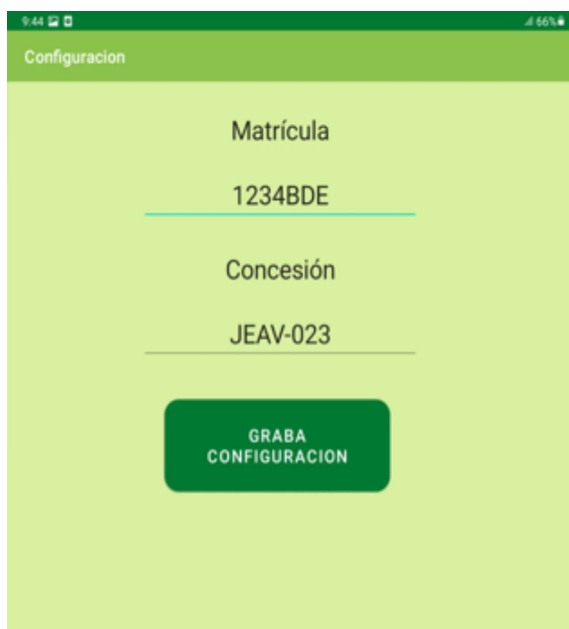 9:44 66%
Configuracion
Matrícula
1234BDE
Concesión
JEAV-023
GRABA
CONFIGURACION